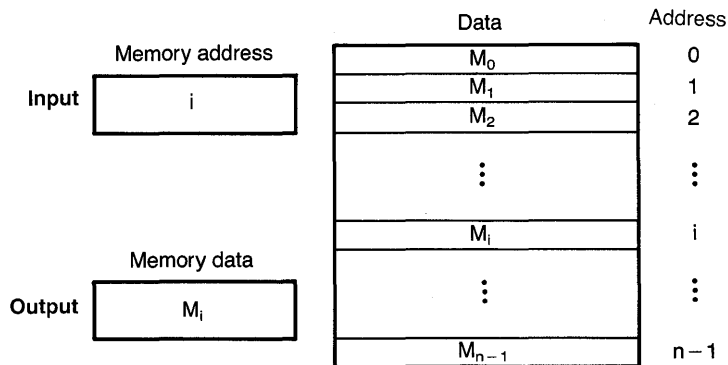 Data Address
Memory address
M₀ 0
Input i M₁ 1
M₂ 2
⋮ ⋮
Mᵢ i
Memory data
⋮ ⋮
Output Mᵢ
Mₙ₋₁ n−1